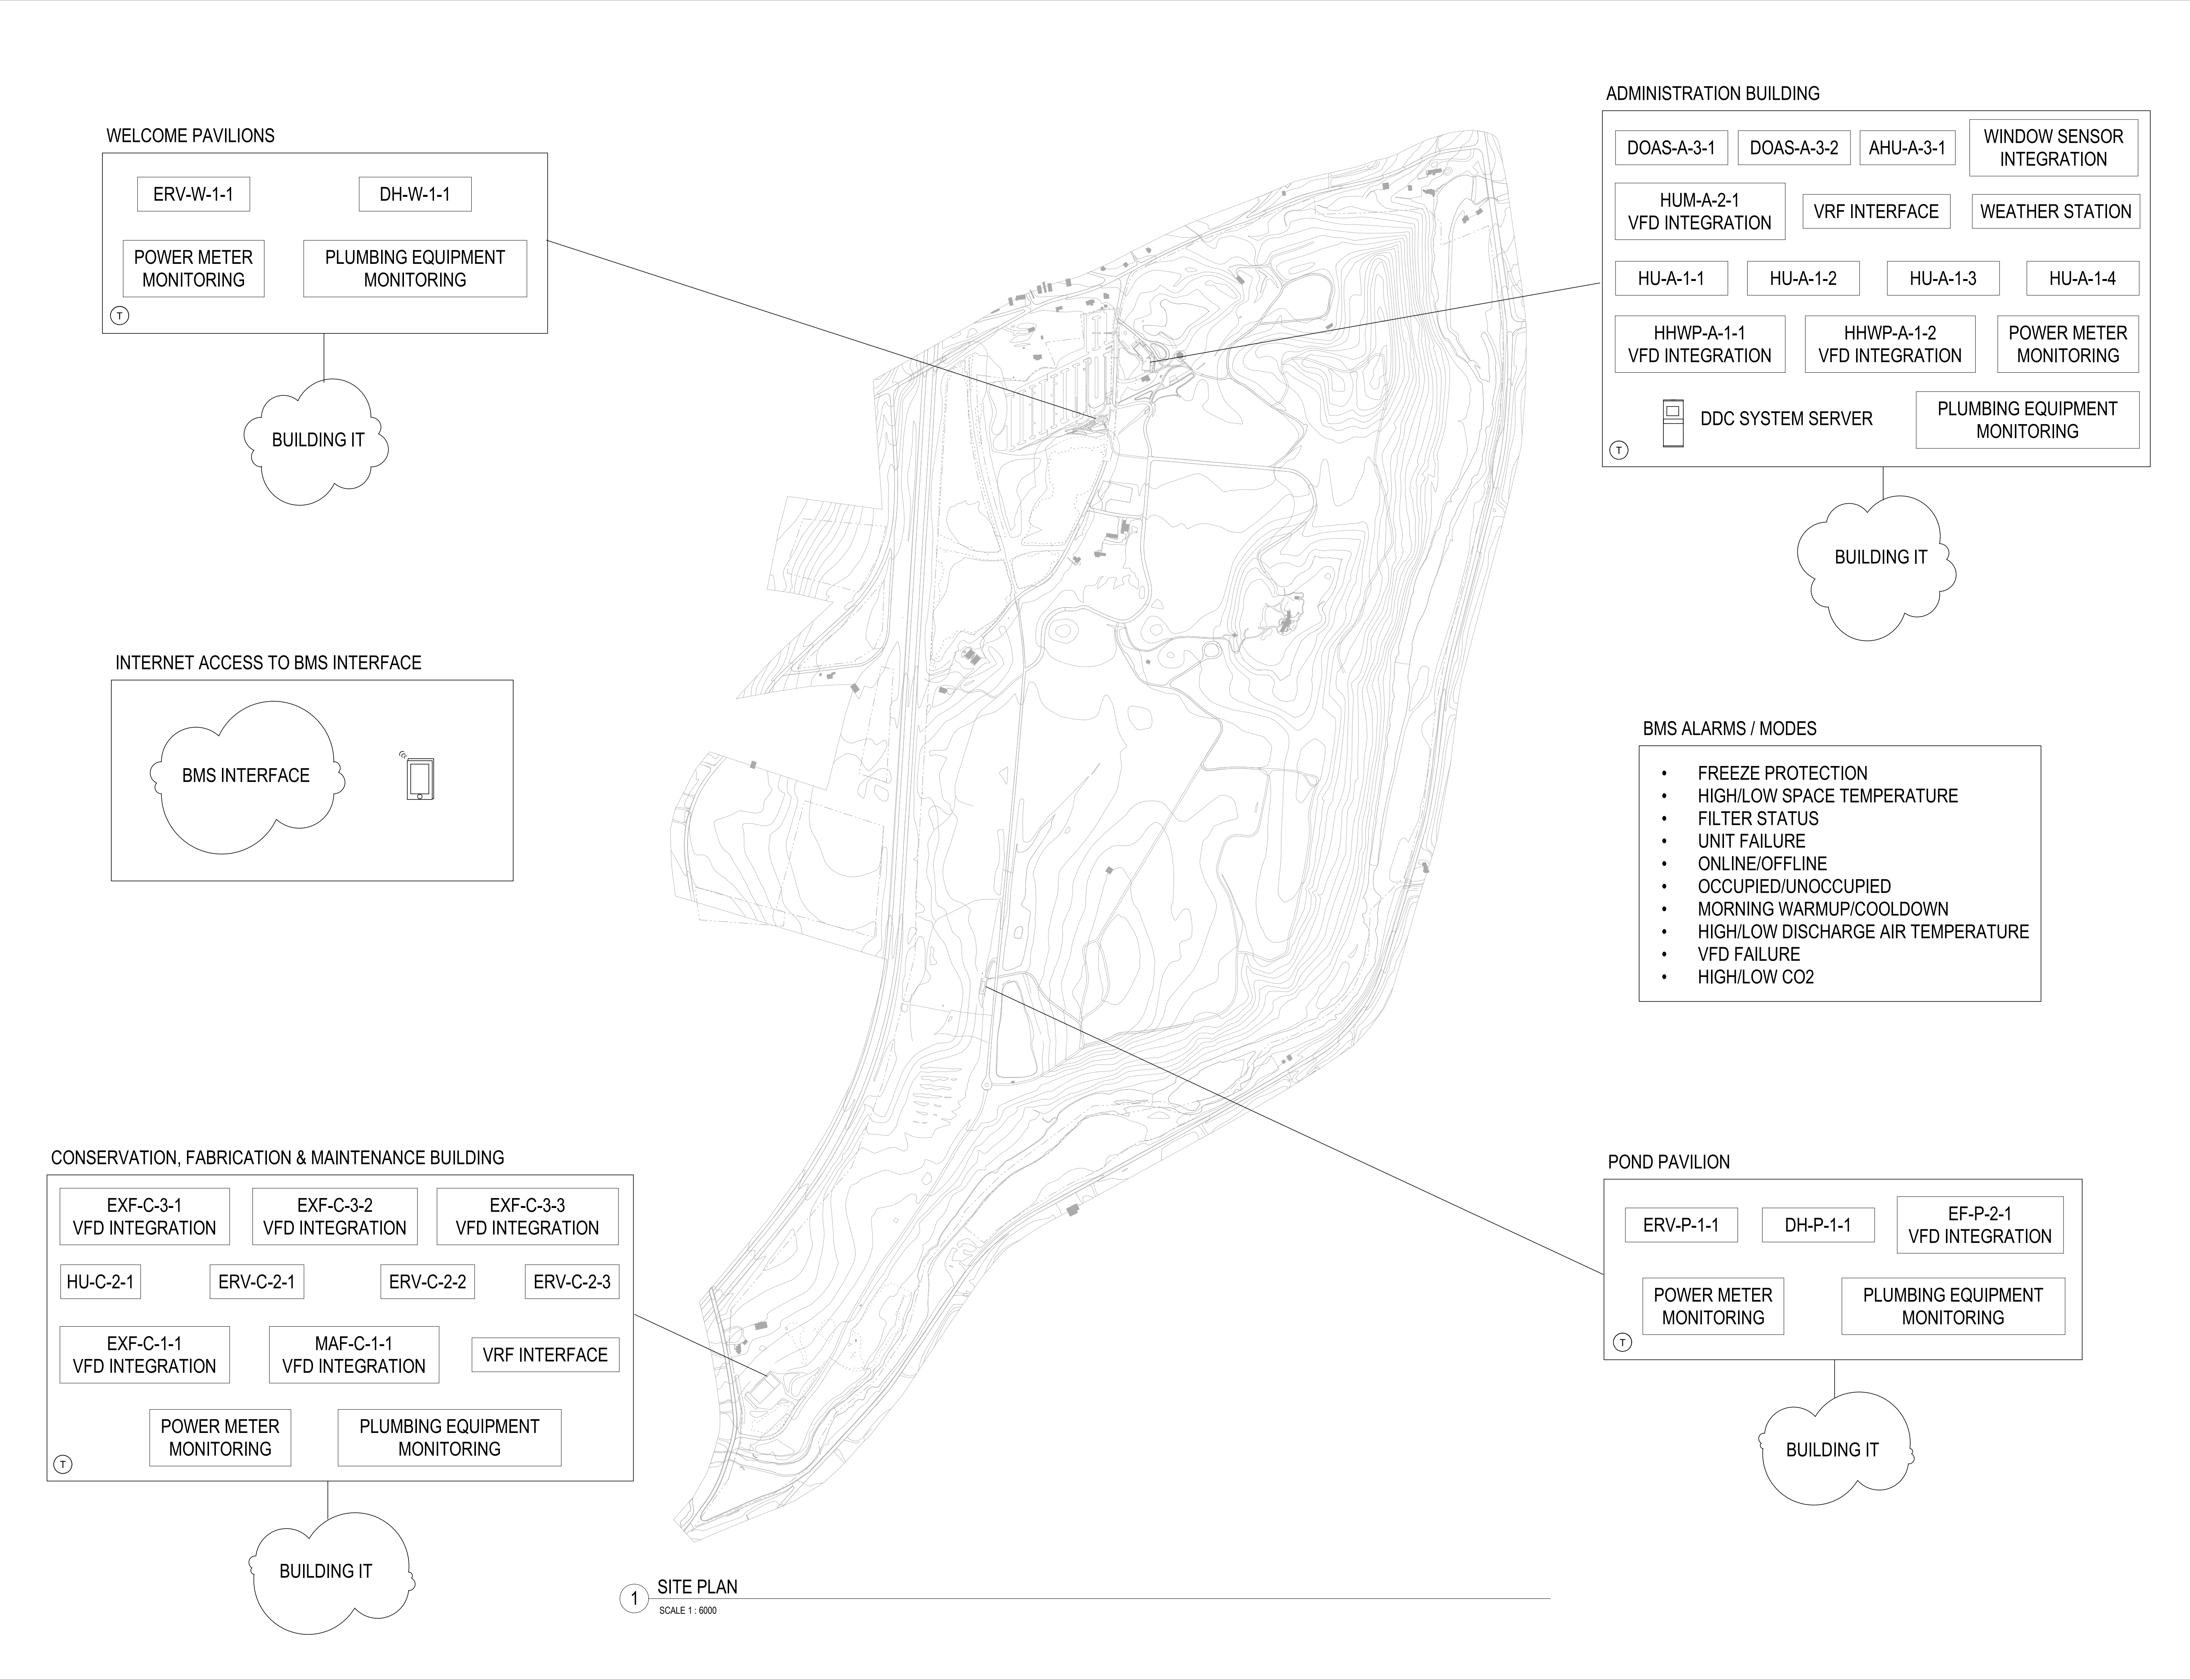 WELCOME PAVILIONS
ERV-W-1-1
DH-W-1-1
POWER METER
MONITORING
PLUMBING EQUIPMENT
MONITORING
T
BUILDING IT
ADMINISTRATION BUILDING
DOAS-A-3-1
DOAS-A-3-2
AHU-A-3-1
WINDOW SENSOR
INTEGRATION
HUM-A-2-1
VFD INTEGRATION
VRF INTERFACE
WEATHER STATION
HU-A-1-1
HU-A-1-2
HU-A-1-3
HU-A-1-4
HHWP-A-1-1
VFD INTEGRATION
HHWP-A-1-2
VFD INTEGRATION
POWER METER
MONITORING
DDC SYSTEM SERVER
PLUMBING EQUIPMENT
MONITORING
T
BUILDING IT
INTERNET ACCESS TO BMS INTERFACE
BMS INTERFACE
BMS ALARMS / MODES
• FREEZE PROTECTION
• HIGH/LOW SPACE TEMPERATURE
• FILTER STATUS
• UNIT FAILURE
• ONLINE/OFFLINE
• OCCUPIED/UNOCCUPIED
• MORNING WARMUP/COOLDOWN
• HIGH/LOW DISCHARGE AIR TEMPERATURE
• VFD FAILURE
• HIGH/LOW CO2
CONSERVATION, FABRICATION & MAINTENANCE BUILDING
EXF-C-3-1
VFD INTEGRATION
EXF-C-3-2
VFD INTEGRATION
EXF-C-3-3
VFD INTEGRATION
HU-C-2-1
ERV-C-2-1
ERV-C-2-2
ERV-C-2-3
EXF-C-1-1
VFD INTEGRATION
MAF-C-1-1
VFD INTEGRATION
VRF INTERFACE
POWER METER
MONITORING
PLUMBING EQUIPMENT
MONITORING
T
BUILDING IT
POND PAVILION
ERV-P-1-1
DH-P-1-1
EF-P-2-1
VFD INTEGRATION
POWER METER
MONITORING
PLUMBING EQUIPMENT
MONITORING
T
BUILDING IT
1
SITE PLAN
SCALE 1 : 6000